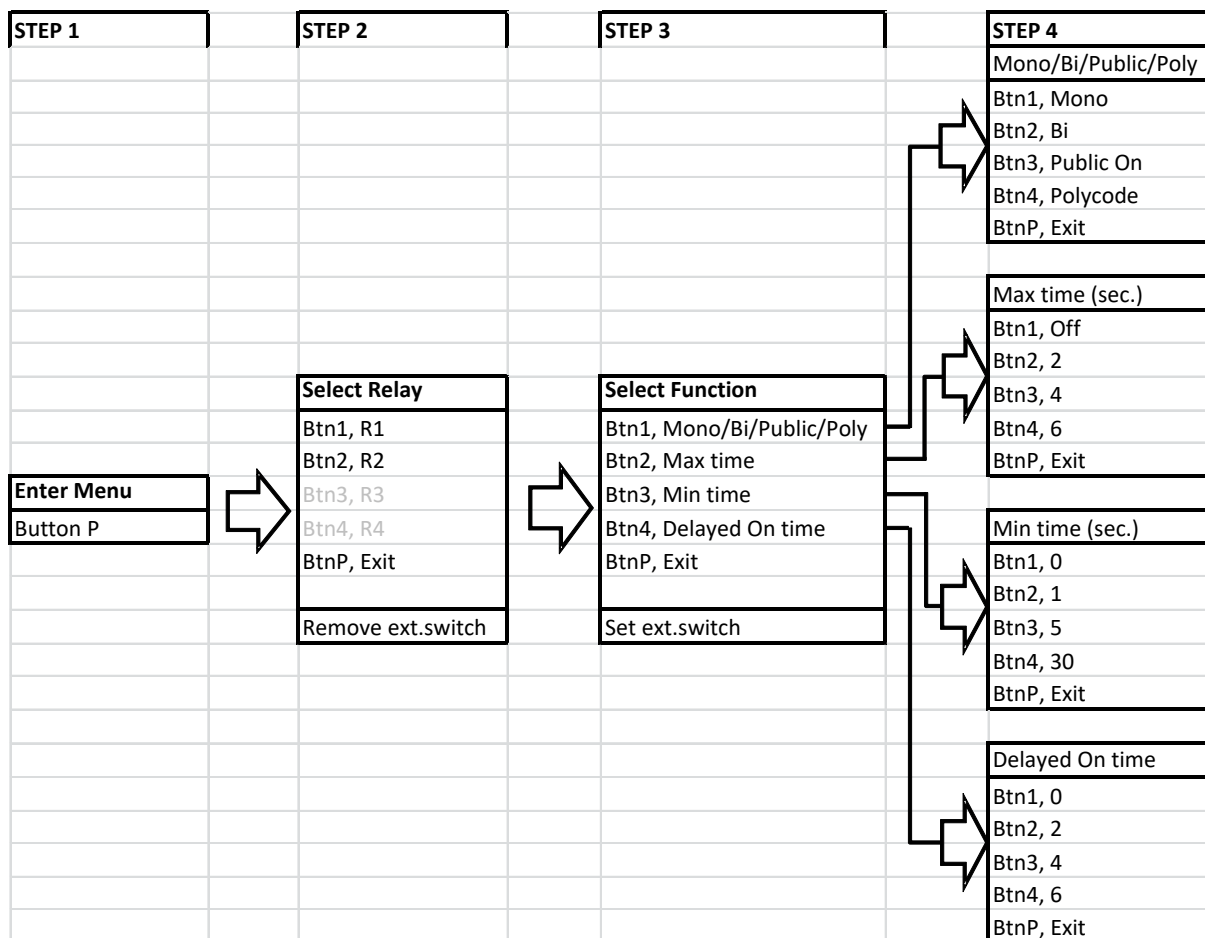 STEP 1
Enter Menu
Button P
STEP 2
Select Relay
Btn1, R1
Btn2, R2
Btn3, R3
Btn4, R4
BtnP, Exit
Remove ext.switch
STEP 3
Select Function
Btn1, Mono/Bi/Public/Poly
Btn2, Max time
Btn3, Min time
Btn4, Delayed On time
BtnP, Exit
Set ext.switch
STEP 4
Mono/Bi/Public/Poly
Btn1, Mono
Btn2, Bi
Btn3, Public On
Btn4, Polycode
BtnP, Exit
Max time (sec.)
Btn1, Off
Btn2, 2
Btn3, 4
Btn4, 6
BtnP, Exit
Min time (sec.)
Btn1, 0
Btn2, 1
Btn3, 5
Btn4, 30
BtnP, Exit
Delayed On time
Btn1, 0
Btn2, 2
Btn3, 4
Btn4, 6
BtnP, Exit